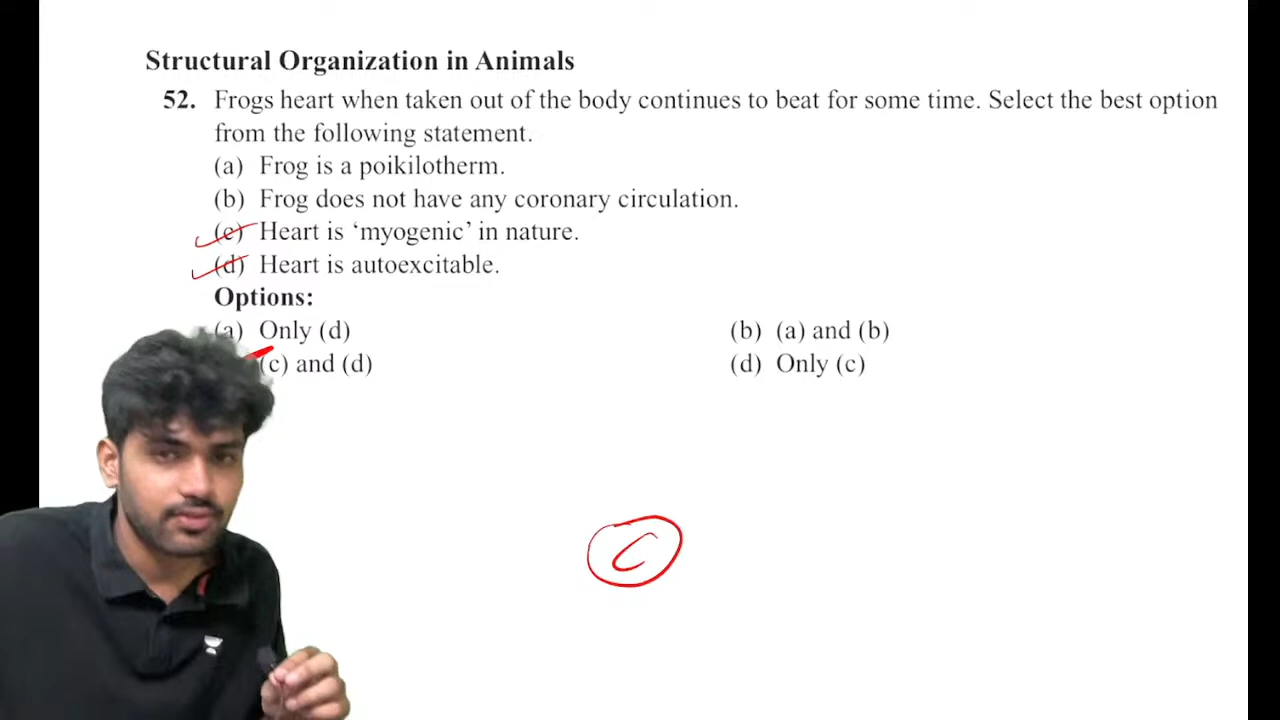 Structural Organization in Animals
52. Frogs heart when taken out of the body continues to beat for some time. Select the best option
from the following statement.
(a) Frog is a poikilotherm.
(b) Frog does not have any coronary circulation.
(c) Heart is ‘myogenic’ in nature.
(d) Heart is autoexcitable.
Options:
(a) Only (d) (b) (a) and (b)
(c) and (d) (d) Only (c)
C